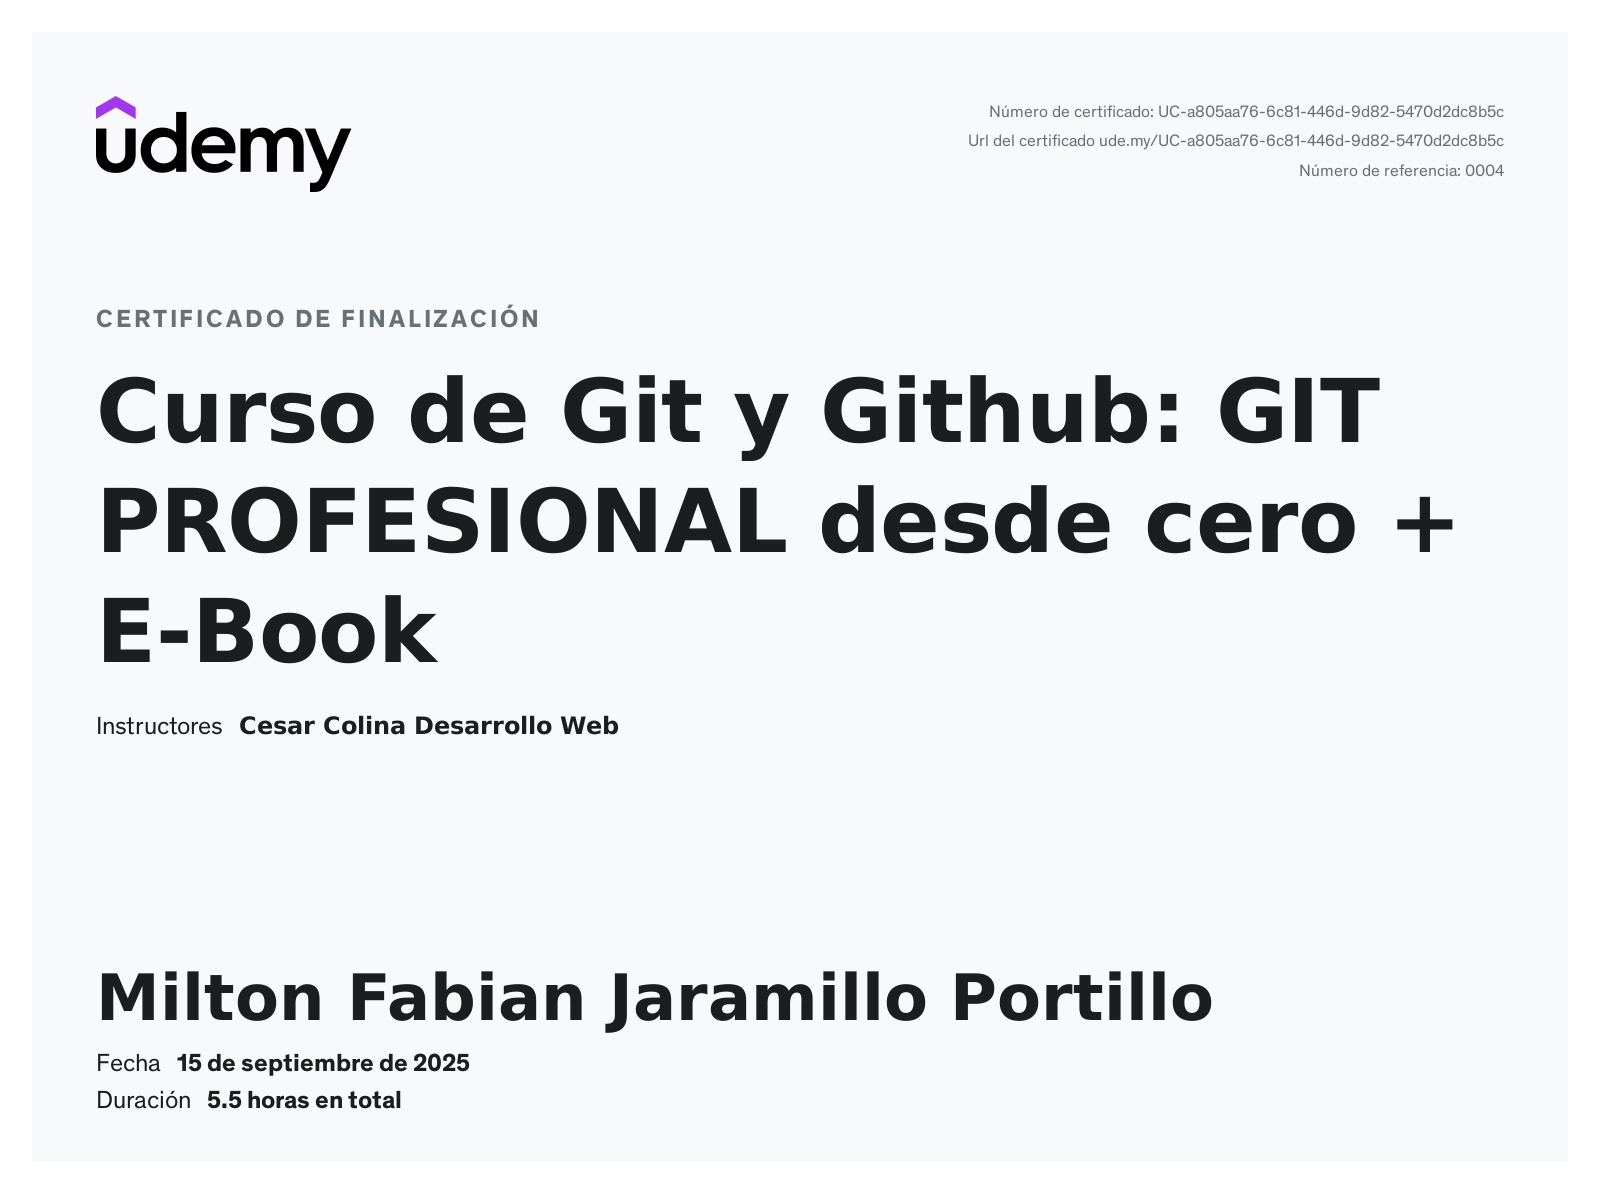 udemy
Número de certificado: UC-a805aa76-6c81-446d-9d82-5470d2dc8b5c
Url del certificado ude.my/UC-a805aa76-6c81-446d-9d82-5470d2dc8b5c
Número de referencia: 0004
CERTIFICADO DE FINALIZACIÓN
Curso de Git y Github: GIT
PROFESIONAL desde cero +
E-Book
Instructores Cesar Colina Desarrollo Web
Milton Fabian Jaramillo Portillo
Fecha 15 de septiembre de 2025
Duración 5.5 horas en total